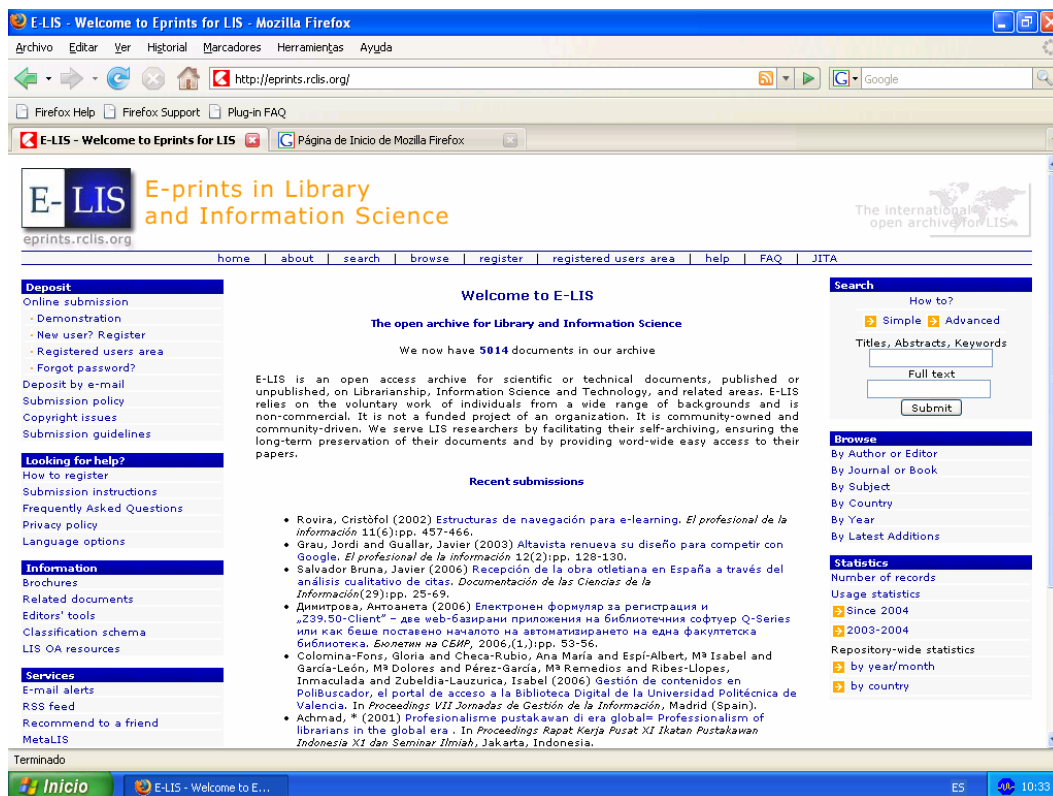 E-LIS - Welcome to Eprints for LIS - Mozilla Firefox
Archivo Editar Ver Historial Marcadores Herramientas Ayuda
http://eprints.rclis.org/
Google
Firefox Help Firefox Support Plug-in FAQ
E-LIS - Welcome to Eprints for LIS
Página de Inicio de Mozilla Firefox
E-LIS
eprints.rclis.org
E-prints in Library
and Information Science
The international
open archive for LIS
home | about | search | browse | register | registered users area | help | FAQ | JITA
Deposit
Online submission
- Demonstration
- New user? Register
- Registered users area
- Forgot password?
Deposit by e-mail
Submission policy
Copyright issues
Submission guidelines
Looking for help?
How to register
Submission instructions
Frequently Asked Questions
Privacy policy
Language options
Information
Brochures
Related documents
Editors' tools
Classification schema
LIS OA resources
Services
E-mail alerts
RSS feed
Recommend to a friend
MetaLIS
Welcome to E-LIS
The open archive for Library and Information Science
We now have 5014 documents in our archive
E-LIS is an open access archive for scientific or technical documents, published or
unpublished, on Librarianship, Information Science and Technology, and related areas. E-LIS
relies on the voluntary work of individuals from a wide range of backgrounds and is
non-commercial. It is not a funded project of an organization. It is community-owned and
community-driven. We serve LIS researchers by facilitating their self-archiving, ensuring the
long-term preservation of their documents and by providing word-wide easy access to their
papers.
Recent submissions
• Rovira, Cristòfol (2002) Estructuras de navegación para e-learning. El profesional de la
información 11(6):pp. 457-466.
• Grau, Jordi and Guallar, Javier (2003) Altavista renueva su diseño para competir con
Google. El profesional de la información 12(2):pp. 128-130.
• Salvador Bruna, Javier (2006) Recepción de la obra otletiana en España a través del
análisis cualitativo de citas. Documentación de las Ciencias de la
Información(29):pp. 25-69.
• Димитрова, Антоанета (2006) Електронен формуляр за регистрация и
„Z39.50-Client” – две web-базирани приложения на библиотечния софтуер Q-Series
или как беше поставено началото на автоматизирането на една факултетска
библиотека. Бюлетин на СБИР, 2006,(1,):pp. 53-56.
• Colomina-Fons, Gloria and Checa-Rubio, Ana María and Espí-Albert, Mª Isabel and
García-León, Mª Dolores and Pérez-García, Mª Remedios and Ribes-Llopes,
Inmaculada and Zubeldia-Lauzurica, Isabel (2006) Gestión de contenidos en
PoliBuscador, el portal de acceso a la Biblioteca Digital de la Universidad Politécnica de
Valencia. In Proceedings VII Jornadas de Gestión de la Información, Madrid (Spain).
• Achmad, * (2001) Profesionalisme pustakawan di era global= Professionalism of
librarians in the global era . In Proceedings Rapat Kerja Pusat XI Ikatan Pustakawan
Indonesia X1 dan Seminar Ilmiah, Jakarta, Indonesia.
Search
How to?
Simple Advanced
Titles, Abstracts, Keywords
Full text
Submit
Browse
By Author or Editor
By Journal or Book
By Subject
By Country
By Year
By Latest Additions
Statistics
Number of records
Usage statistics
Since 2004
2003-2004
Repository-wide statistics
by year/month
by country
Terminado
Inicio
E-LIS - Welcome to E...
ES
10:33